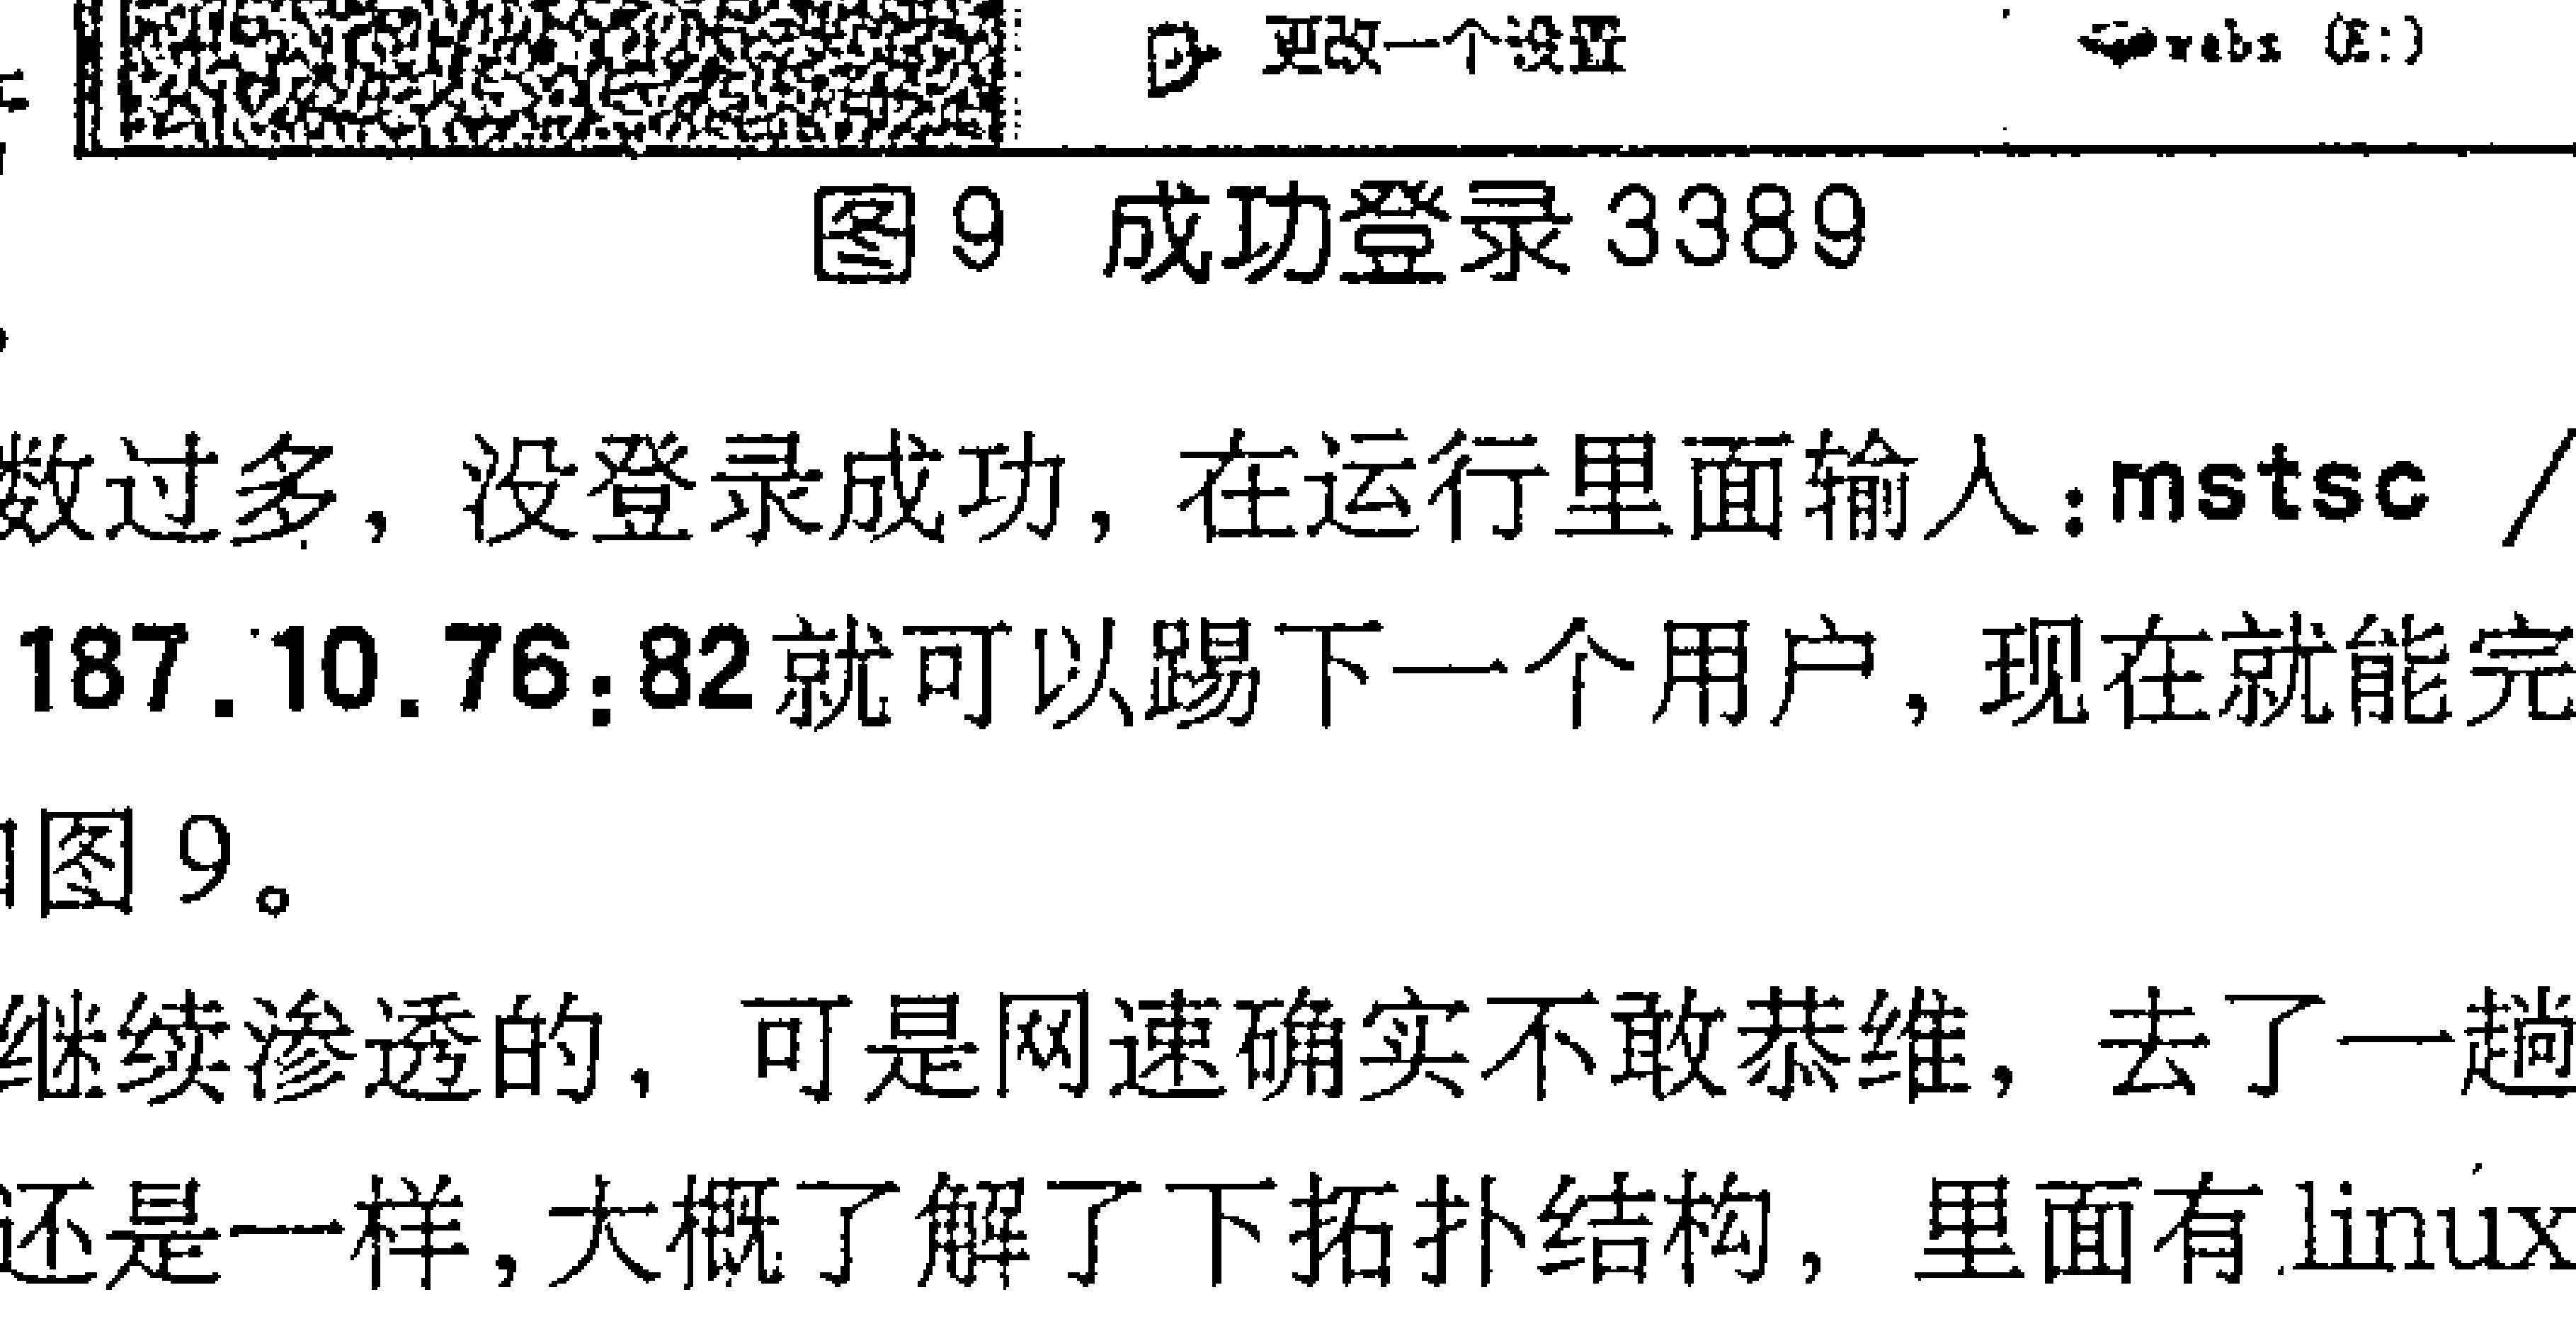 更改一个设置 webs (E:)
图9 成功登录3389
数过多，没登录成功，在运行里面输入:mstsc /
187.10.76:82就可以踢下一个用户，现在就能完
图9。
继续渗透的，可是网速确实不敢恭维，去了一趟
还是一样，大概了解了下拓扑结构，里面有linux